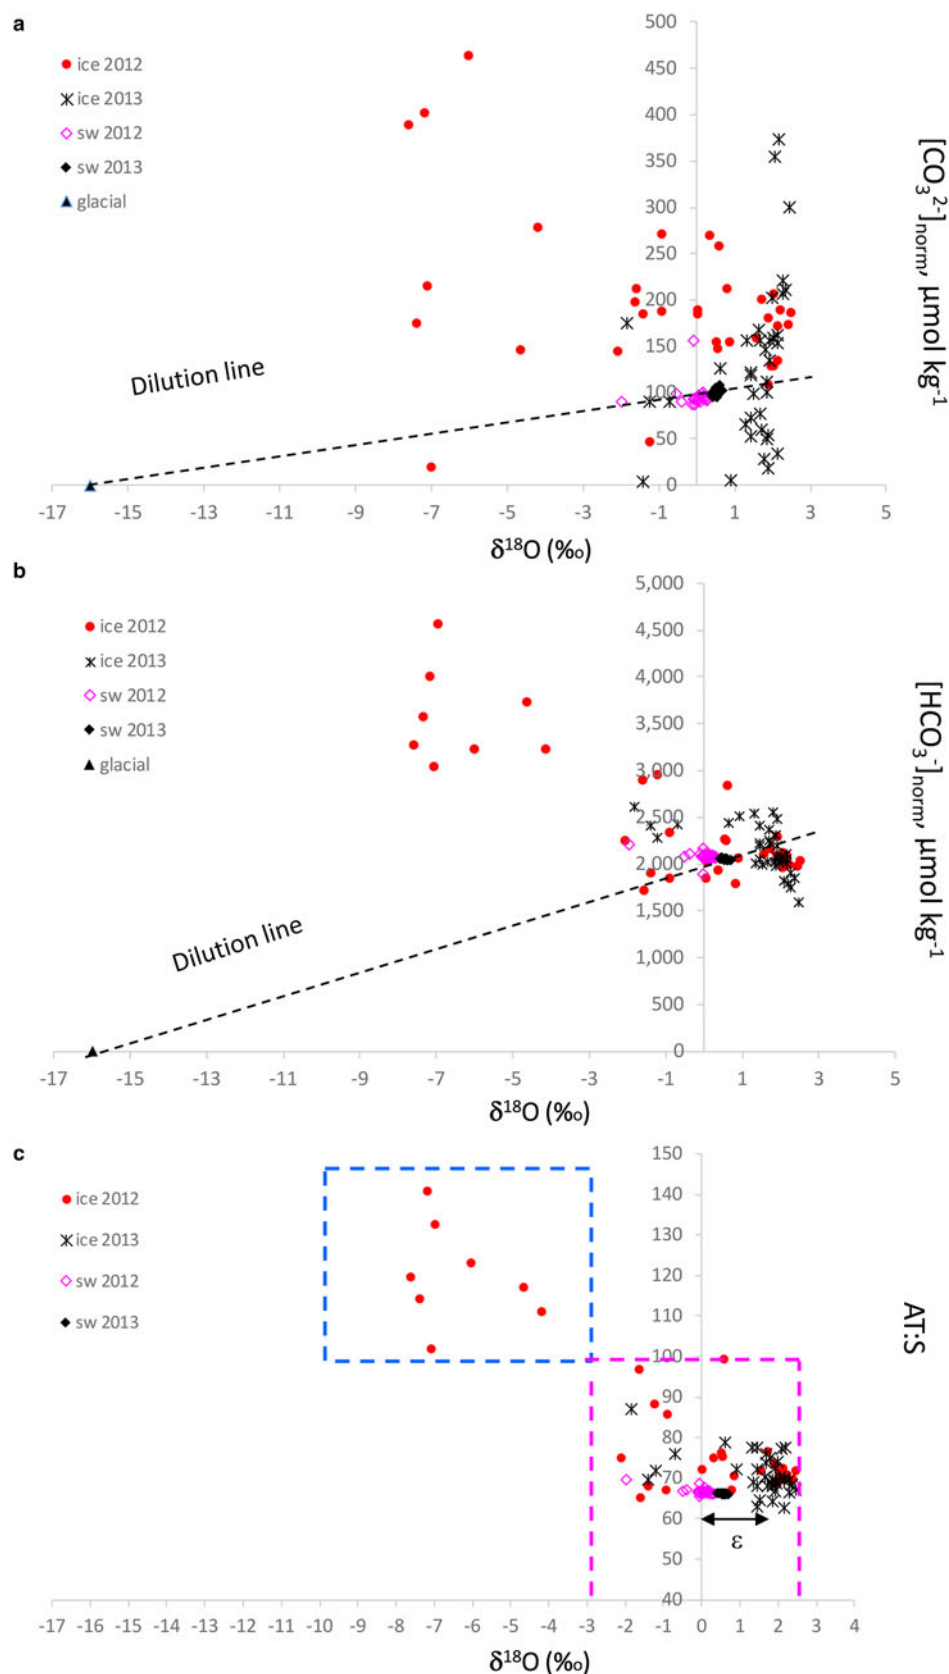 a
500
450
400
350
300
250
200
150
100
50
0
ice 2012
ice 2013
sw 2012
sw 2013
glacial
[CO₃²⁻]norm, µmol kg⁻¹
Dilution line
-17 -15 -13 -11 -9 -7 -5 -3 -1 1 3 5
δ¹⁸O (‰)
b
5,000
4,500
4,000
3,500
3,000
2,500
2,000
1,500
1,000
500
0
ice 2012
ice 2013
sw 2012
sw 2013
glacial
[HCO₃⁻]norm, µmol kg⁻¹
Dilution line
-17 -15 -13 -11 -9 -7 -5 -3 -1 1 3 5
δ¹⁸O (‰)
c
150
140
130
120
110
100
90
80
70
60
50
40
ice 2012
ice 2013
sw 2012
sw 2013
AT:S
ε
-17 -16 -15 -14 -13 -12 -11 -10 -9 -8 -7 -6 -5 -4 -3 -2 -1 0 1 2 3 4
δ¹⁸O (‰)